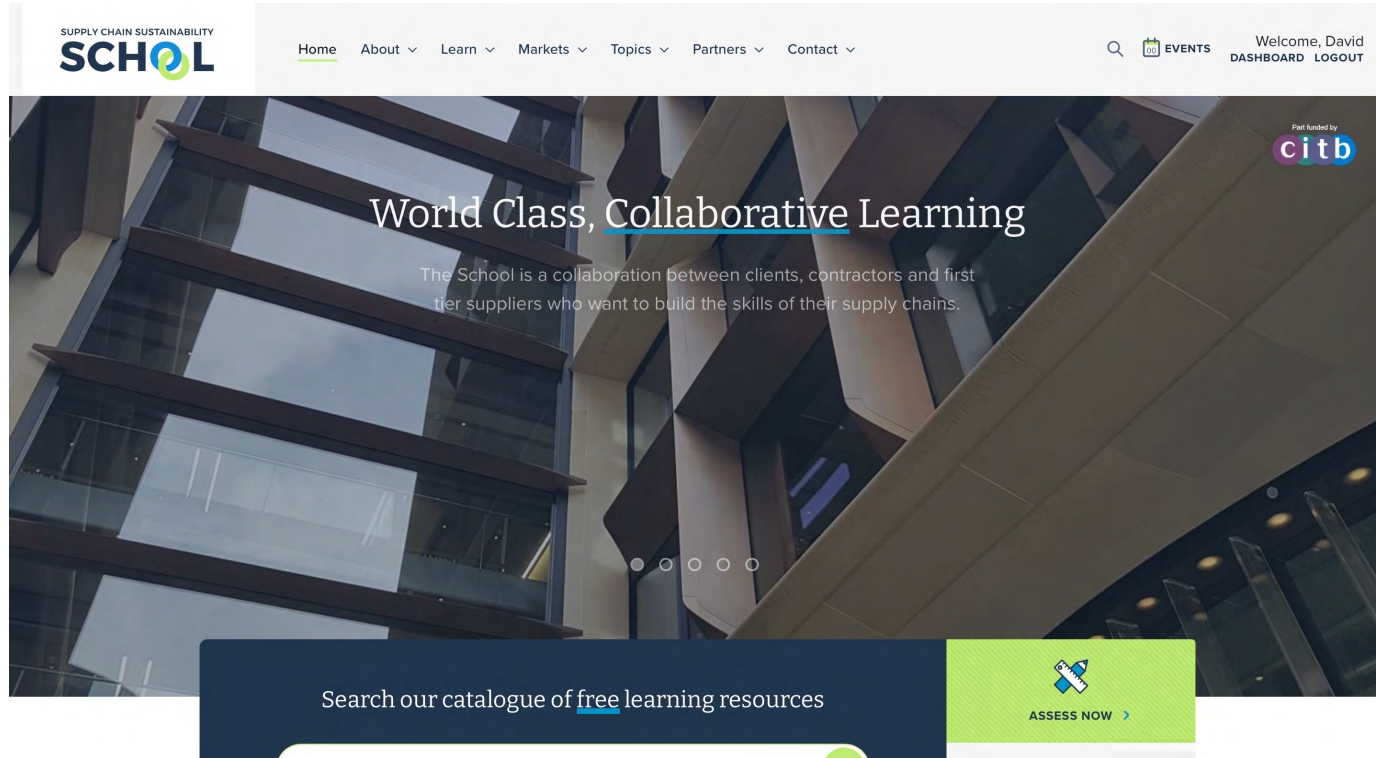 SUPPLY CHAIN SUSTAINABILITY
SCHOOL
Home About Learn Markets Topics Partners Contact
00 EVENTS
Welcome, David
DASHBOARD LOGOUT
Part funded by
citb
World Class, Collaborative Learning
The School is a collaboration between clients, contractors and first
tier suppliers who want to build the skills of their supply chains.
Search our catalogue of free learning resources
ASSESS NOW